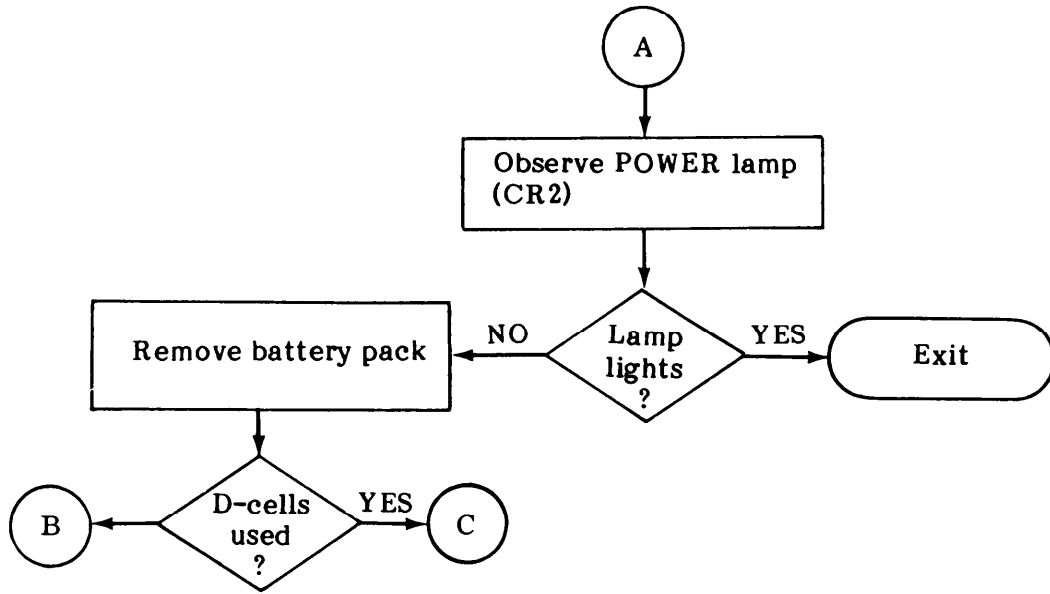 A
Observe POWER lamp
(CR2)
Lamp
lights
?
NO
YES
Exit
Remove battery pack
D-cells
used
?
YES
B
C